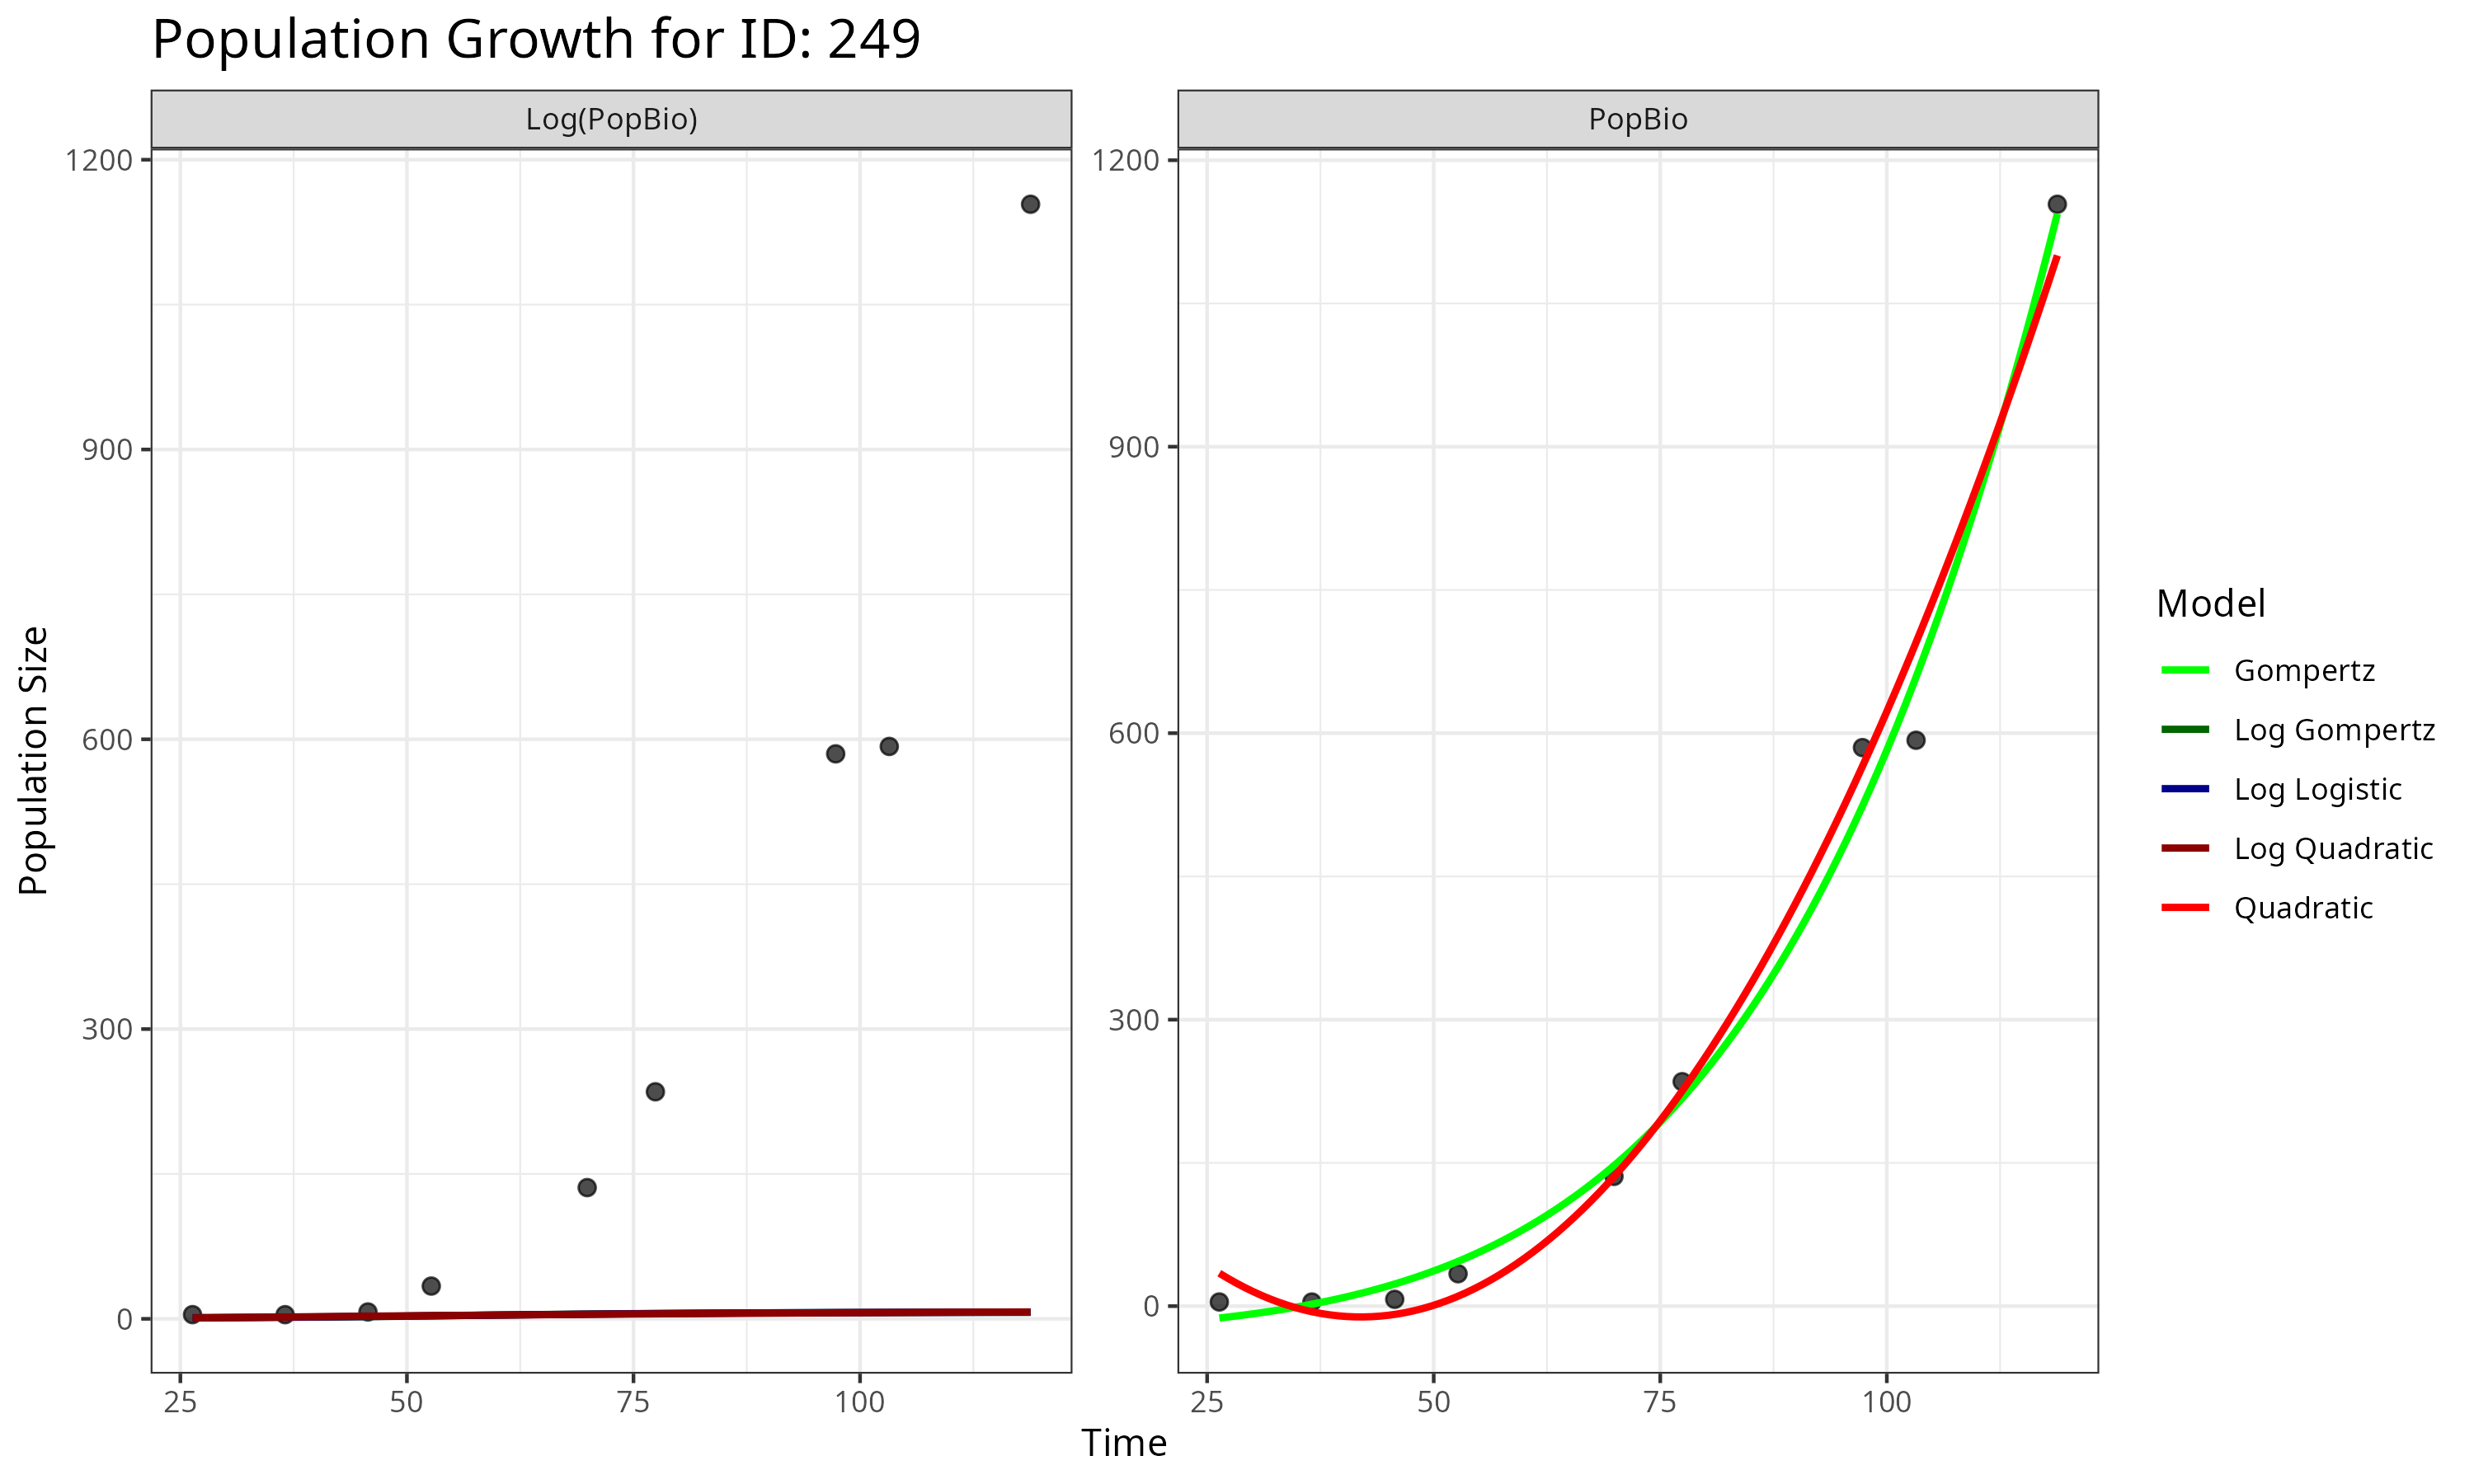 Population Growth for ID: 249
Log(PopBio)
PopBio
Population Size
1200
900
600
300
0
1200
900
600
300
0
25 50 75 100
25 50 75 100
Time
Model
Gompertz
Log Gompertz
Log Logistic
Log Quadratic
Quadratic